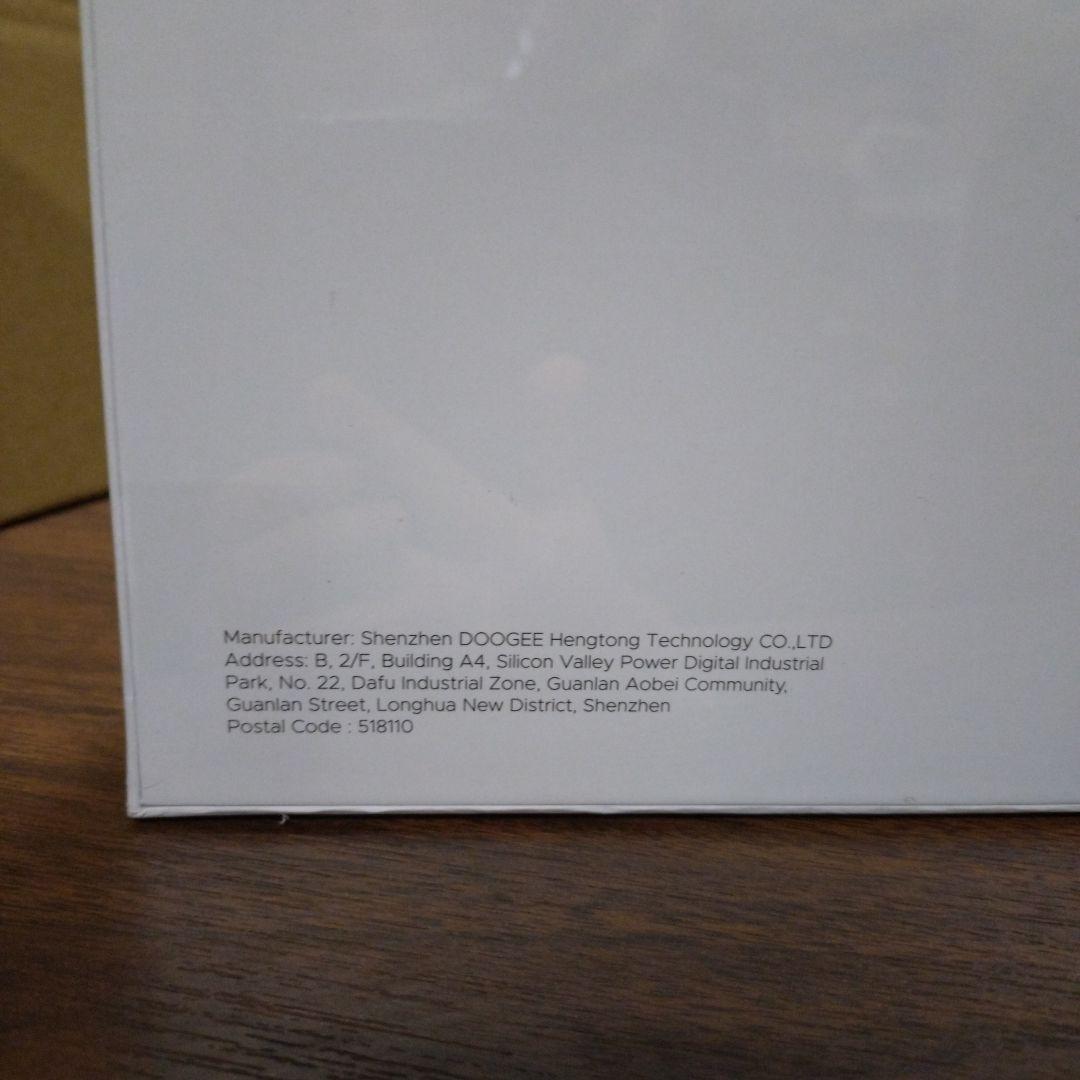 Manufacturer: Shenzhen DOOGEE Hengtong Technology CO.,LTD
Address: B, 2/F, Building A4, Silicon Valley Power Digital Industrial
Park, No. 22, Dafu Industrial Zone, Guanlan Aobei Community,
Guanlan Street, Longhua New District, Shenzhen
Postal Code : 518110